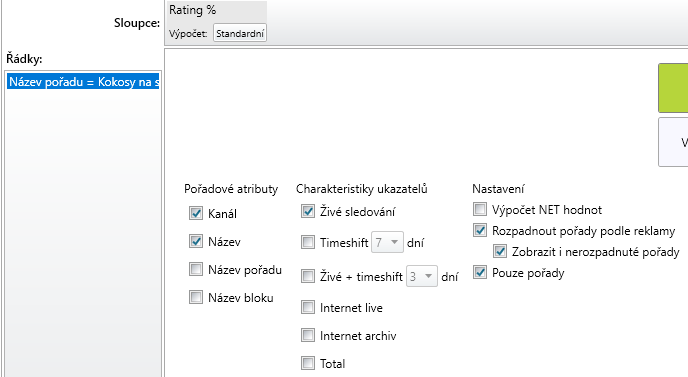 Rating %
Sloupce:
Výpočet: Standardní
Řádky:
Název pořadu = Kokosy na s
V
Pořadové atributy
Charakteristiky ukazatelů
Nastavení
Kanál
Živé sledování
Výpočet NET hodnot
Rozpadnout pořady podle reklamy
Název
Timeshift 7 dní
Zobrazit i nerozpadnuté pořady
Název pořadu
Živé + timeshift 3 dní
Pouze pořady
Název bloku
Internet live
Internet archiv
Total